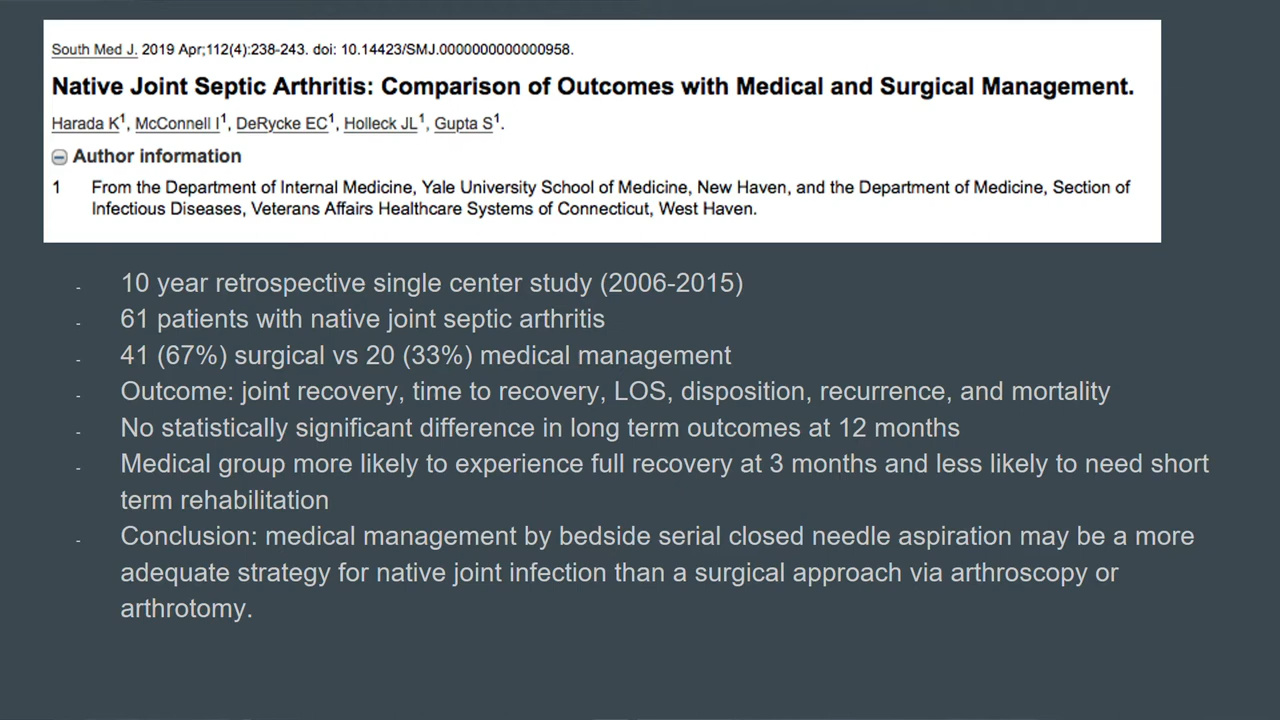 South Med J. 2019 Apr;112(4):238-243. doi: 10.14423/SMJ.0000000000000958.
Native Joint Septic Arthritis: Comparison of Outcomes with Medical and Surgical Management.
Harada K1, McConnell I1, DeRycke EC1, Holleck JL1, Gupta S1.
Author information
1 From the Department of Internal Medicine, Yale University School of Medicine, New Haven, and the Department of Medicine, Section of
Infectious Diseases, Veterans Affairs Healthcare Systems of Connecticut, West Haven.
- 10 year retrospective single center study (2006-2015)
- 61 patients with native joint septic arthritis
- 41 (67%) surgical vs 20 (33%) medical management
- Outcome: joint recovery, time to recovery, LOS, disposition, recurrence, and mortality
- No statistically significant difference in long term outcomes at 12 months
- Medical group more likely to experience full recovery at 3 months and less likely to need short
term rehabilitation
- Conclusion: medical management by bedside serial closed needle aspiration may be a more
adequate strategy for native joint infection than a surgical approach via arthroscopy or
arthrotomy.